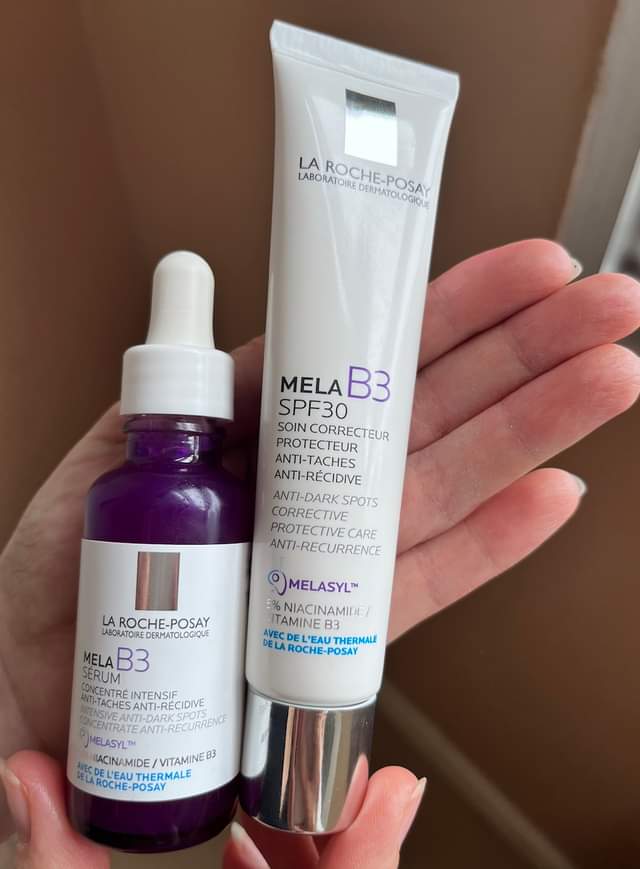 LA ROCHE-POSAY
LABORATOIRE DERMATOLOGIQUE
MELA B3
SPF30
SOIN CORRECTEUR
PROTECTEUR
ANTI-TACHES
ANTI-RÉCIDIVE
ANTI-DARK SPOTS
CORRECTIVE
PROTECTIVE CARE
ANTI-RECURRENCE
MELASYL™
% NIACINAMIDE /
VITAMINE B3
AVEC DE L'EAU THERMALE
DE LA ROCHE-POSAY
LA ROCHE-POSAY
LABORATOIRE DERMATOLOGIQUE
MELA B3
SÉRUM
CONCENTRÉ INTENSIF
ANTI-TACHES ANTI-RÉCIDIVE
INTENSIVE ANTI-DARK SPOTS
CONCENTRATE ANTI-RECURRENCE
MELASYL™
NIACINAMIDE / VITAMINE B3
AVEC DE L'EAU THERMALE
DE LA ROCHE-POSAY